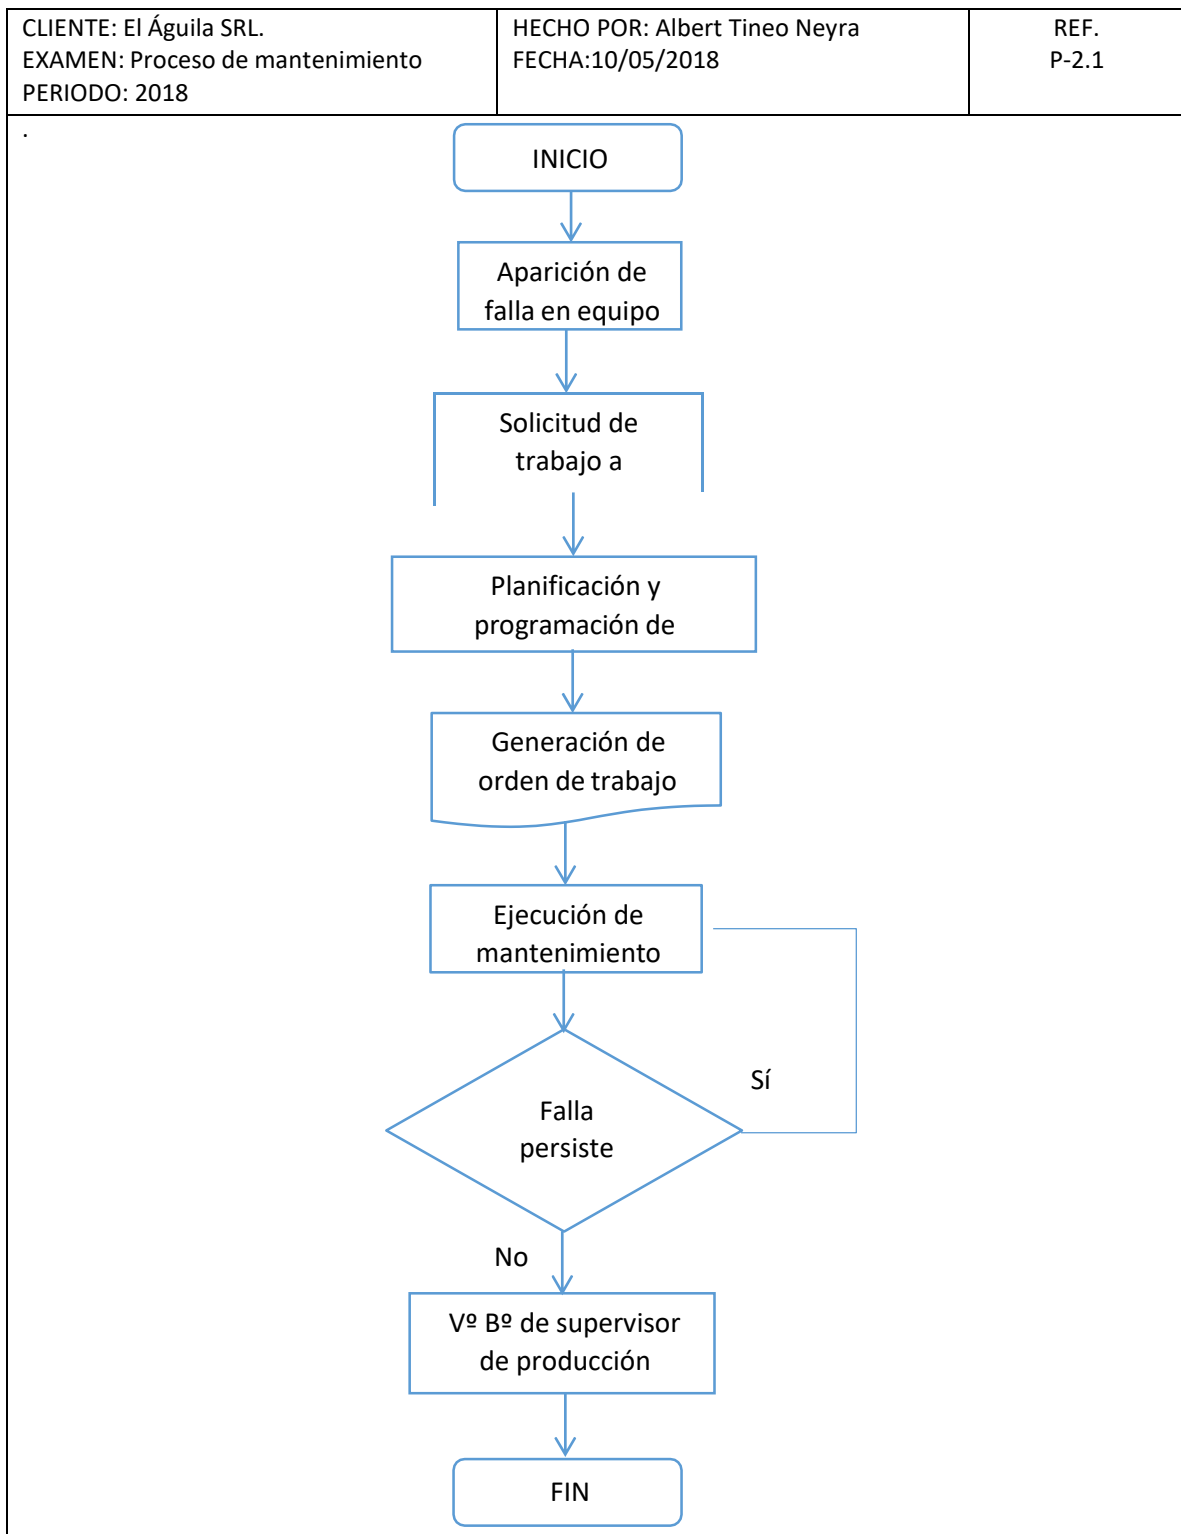 CLIENTE: El Águila SRL.
EXAMEN: Proceso de mantenimiento
PERIODO: 2018
HECHO POR: Albert Tineo Neyra
FECHA:10/05/2018
REF.
P-2.1
.
INICIO
Aparición de
falla en equipo
Solicitud de
trabajo a
Planificación y
programación de
Generación de
orden de trabajo
Ejecución de
mantenimiento
Sí
Falla
persiste
No
Vº Bº de supervisor
de producción
FIN